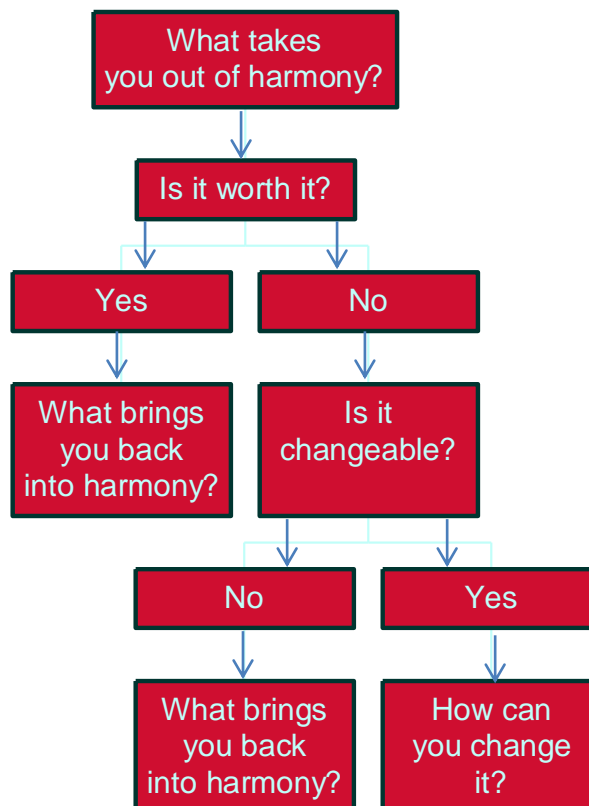 What takes
you out of harmony?
Is it worth it?
Yes
No
What brings
you back
into harmony?
Is it
changeable?
No
Yes
What brings
you back
into harmony?
How can
you change
it?